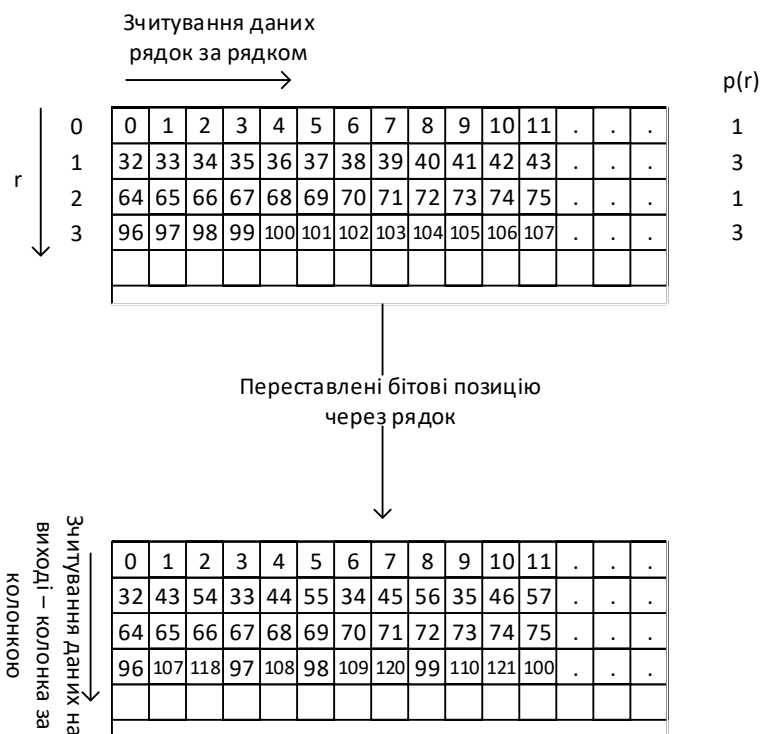 Зчитування даних
рядок за рядком
p(r)
r
0 0 1 2 3 4 5 6 7 8 9 10 11 . . . 1
1 32 33 34 35 36 37 38 39 40 41 42 43 . . . 3
2 64 65 66 67 68 69 70 71 72 73 74 75 . . . 1
3 96 97 98 99 100 101 102 103 104 105 106 107 . . . 3
Переставлені бітові позицію
через рядок
Зчитування даних на
виході – колонка за
колонкою
0 1 2 3 4 5 6 7 8 9 10 11 . . .
32 43 54 33 44 55 34 45 56 35 46 57 . . .
64 65 66 67 68 69 70 71 72 73 74 75 . . .
96 107 118 97 108 98 109 120 99 110 121 100 . . .